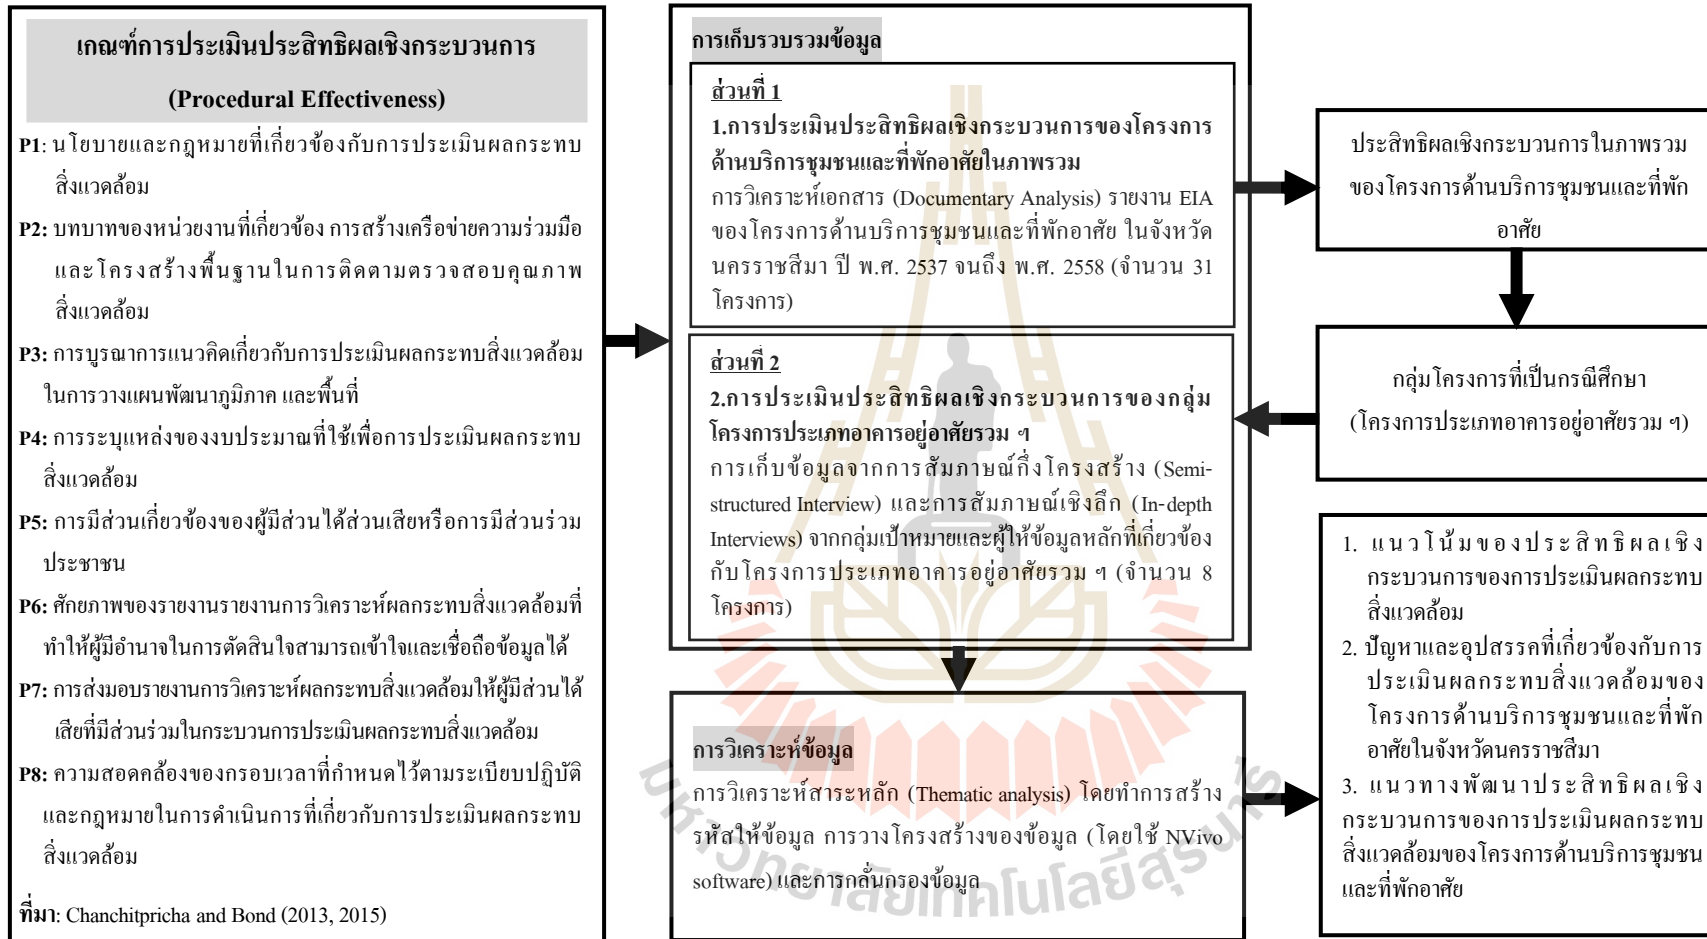 เกณฑ์การประเมินประสิทธิผลเชิงกระบวนการ
(Procedural Effectiveness)
P1: นโยบายและกฎหมายที่เกี่ยวข้องกับการประเมินผลกระทบ
สิ่งแวดล้อม
P2: บทบาทของหน่วยงานที่เกี่ยวข้อง การสร้างเครือข่ายความร่วมมือ
และโครงสร้างพื้นฐานในการติดตามตรวจสอบคุณภาพ
สิ่งแวดล้อม
P3: การบูรณาการแนวคิดเกี่ยวกับการประเมินผลกระทบสิ่งแวดล้อม
ในการวางแผนพัฒนาภูมิภาค และพื้นที่
P4: การระบุแหล่งของงบประมาณที่ใช้เพื่อการประเมินผลกระทบ
สิ่งแวดล้อม
P5: การมีส่วนเกี่ยวข้องของผู้มีส่วนได้ส่วนเสียหรือการมีส่วนร่วม
ประชาชน
P6: ศักยภาพของรายงานรายงานการวิเคราะห์ผลกระทบสิ่งแวดล้อมที่
ทำให้ผู้มีอำนาจในการตัดสินใจสามารถเข้าใจและเชื่อถือข้อมูลได้
P7: การส่งมอบรายงานการวิเคราะห์ผลกระทบสิ่งแวดล้อมให้ผู้มีส่วนได้
เสียที่มีส่วนร่วมในกระบวนการประเมินผลกระทบสิ่งแวดล้อม
P8: ความสอดคล้องของกรอบเวลาที่กำหนดไว้ตามระเบียบปฏิบัติ
และกฎหมายในการดำเนินการที่เกี่ยวกับการประเมินผลกระทบ
สิ่งแวดล้อม
ที่มา: Chanchitpricha and Bond (2013, 2015)
การเก็บรวบรวมข้อมูล
ส่วนที่ 1
1.การประเมินประสิทธิผลเชิงกระบวนการของโครงการ
ด้านบริการชุมชนและที่พักอาศัยในภาพรวม
การวิเคราะห์เอกสาร (Documentary Analysis) รายงาน EIA
ของโครงการด้านบริการชุมชนและที่พักอาศัย ในจังหวัด
นครราชสีมา ปี พ.ศ. 2537 จนถึง พ.ศ. 2558 (จำนวน 31
โครงการ)
ส่วนที่ 2
2.การประเมินประสิทธิผลเชิงกระบวนการของกลุ่ม
โครงการประเภทอาคารอยู่อาศัยรวม ฯ
การเก็บข้อมูลจากการสัมภาษณ์กึ่งโครงสร้าง (Semi-
structured Interview) และการสัมภาษณ์เชิงลึก (In-depth
Interviews) จากกลุ่มเป้าหมายและผู้ให้ข้อมูลหลักที่เกี่ยวข้อง
กับโครงการประเภทอาคารอยู่อาศัยรวม ฯ (จำนวน 8
โครงการ)
การวิเคราะห์ข้อมูล
การวิเคราะห์สาระหลัก (Thematic analysis) โดยทำการสร้าง
รหัสให้ข้อมูล การวางโครงสร้างของข้อมูล (โดยใช้ NVivo
software) และการกลั่นกรองข้อมูล
มหาวิทยาลัยเทคโนโลยีสุรนารี
ประสิทธิผลเชิงกระบวนการในภาพรวม
ของโครงการด้านบริการชุมชนและที่พัก
อาศัย
กลุ่มโครงการที่เป็นกรณีศึกษา
(โครงการประเภทอาคารอยู่อาศัยรวม ฯ)
1. แนวโน้มของประสิทธิผลเชิง
กระบวนการของการประเมินผลกระทบ
สิ่งแวดล้อม
2. ปัญหาและอุปสรรคที่เกี่ยวข้องกับการ
ประเมินผลกระทบสิ่งแวดล้อมของ
โครงการด้านบริการชุมชนและที่พัก
อาศัยในจังหวัดนครราชสีมา
3. แนวทางพัฒนาประสิทธิผลเชิง
กระบวนการของการประเมินผลกระทบ
สิ่งแวดล้อมของโครงการด้านบริการชุมชน
และที่พักอาศัย